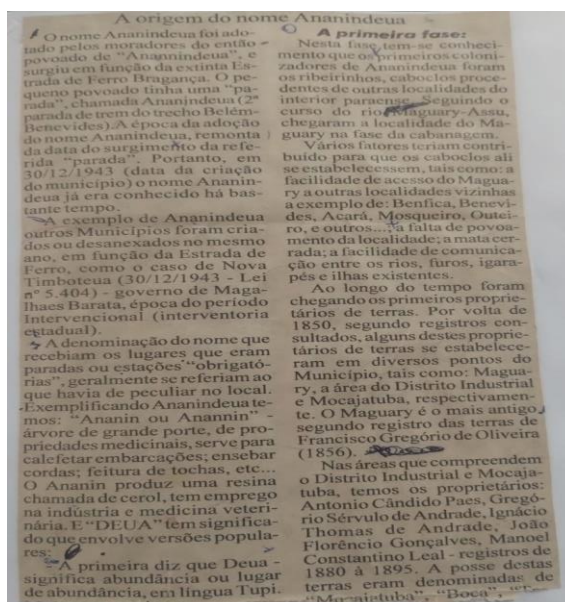 A origem do nome Ananindeua
O nome Ananindeua foi ado-
tado pelos moradores do então
povoado de "Anannindeua", e
surgiu em função da extinta Es-
trada de Ferro Bragança. O pe-
queno povoado tinha uma "pa-
rada", chamada Ananindeua (2ª
parada de trem do trecho Belém-
Benevides). A época da adoção
do nome Ananindeua, remonta
da data do surgimento da refe-
rida "parada". Portanto, em
30/12/1943 (data da criação
do município) o nome Ananin-
deua já era conhecido há bas-
tante tempo.
A exemplo de Ananindeua
outros Municípios foram cria-
dos ou desanexados no mesmo
ano, em função da Estrada de
Ferro, como o caso de Nova
Timboteua (30/12/1943 - Lei
nº 5.404) - governo de Maga-
lhaes Barata, época do período
Intervencional (interventoria
estadual).
A denominação do nome que
recebiam os lugares que eram
paradas ou estações "obrigató-
rias", geralmente se referiam ao
que havia de peculiar no local.
Exemplificando Ananindeua te-
mos: "Ananin ou Anannin" -
árvore de grande porte, de pro-
priedades medicinais, serve para
calefetar embarcações; ensebar
cordas; feitura de tochas, etc...
O Ananin produz uma resina
chamada de cerol, tem emprego
na indústria e medicina veteri-
nária. E "DEUA" tem significa-
do que envolve versões popula-
res:
A primeira diz que Deua -
significa abundância ou lugar
de abundância, em língua Tupi.
A primeira fase:
Nesta fase, tem-se conheci-
mento que os primeiros coloni-
zadores de Ananindeua foram
os ribeirinhos, caboclos proce-
dentes de outras localidades do
interior paraense. Seguindo o
curso do rio Maguary-Assu,
chegaram a localidade do Ma-
guary na fase da cabanagem.
Vários fatores teriam contri-
buído para que os caboclos ali
se estabelecessem, tais como: a
facilidade de acesso do Magua-
ry a outras localidades vizinhas
a exemplo de: Benfica, Benevi-
des, Acará, Mosqueiro, Outei-
ro, e outros...; a falta de povoa-
mento da localidade; a mata cer-
rada; a facilidade de comunica-
ção entre os rios, furos, igara-
pés e ilhas existentes.
Ao longo do tempo foram
chegando os primeiros proprie-
tários de terras. Por volta de
1850, segundo registros con-
sultados, alguns destes proprie-
tários de terras se estabelece-
ram em diversos pontos do
Município, tais como: Magua-
ry, a área do Distrito Industrial
e Mocajatuba, respectivamen-
te. O Maguary é o mais antigo,
segundo registro das terras de
Francisco Gregório de Oliveira
(1856).
Nas áreas que compreendem
o Distrito Industrial e Mocaja-
tuba, temos os proprietários:
Antonio Cândido Paes, Gregó-
rio Sérvulo de Andrade, Ignácio
Thomas de Andrade, João
Florêncio Gonçalves, Manoel
Constantino Leal - registros de
1880 à 1895. A posse destas
terras eram denominadas de
"Mocajatuba", "Boca",